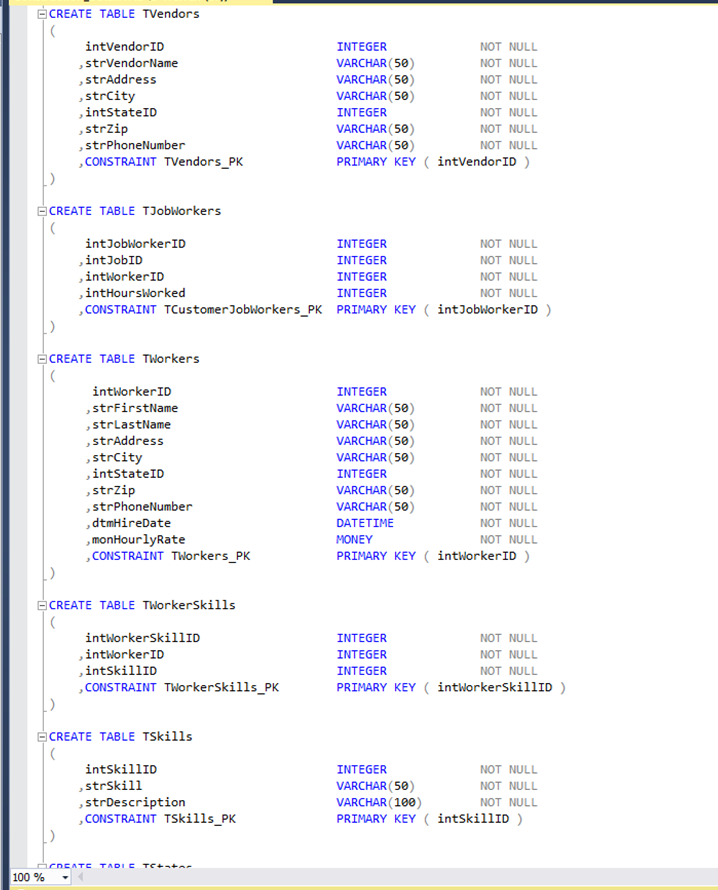 CREATE TABLE TVendors
(
intVendorID INTEGER NOT NULL
,strVendorName VARCHAR(50) NOT NULL
,strAddress VARCHAR(50) NOT NULL
,strCity VARCHAR(50) NOT NULL
,intStateID INTEGER NOT NULL
,strZip VARCHAR(50) NOT NULL
,strPhoneNumber VARCHAR(50) NOT NULL
,CONSTRAINT TVendors_PK PRIMARY KEY ( intVendorID )
)
CREATE TABLE TJobWorkers
(
intJobWorkerID INTEGER NOT NULL
,intJobID INTEGER NOT NULL
,intWorkerID INTEGER NOT NULL
,intHoursWorked INTEGER NOT NULL
,CONSTRAINT TCustomerJobWorkers_PK PRIMARY KEY ( intJobWorkerID )
)
CREATE TABLE TWorkers
(
intWorkerID INTEGER NOT NULL
,strFirstName VARCHAR(50) NOT NULL
,strLastName VARCHAR(50) NOT NULL
,strAddress VARCHAR(50) NOT NULL
,strCity VARCHAR(50) NOT NULL
,intStateID INTEGER NOT NULL
,strZip VARCHAR(50) NOT NULL
,strPhoneNumber VARCHAR(50) NOT NULL
,dtmHireDate DATETIME NOT NULL
,monHourlyRate MONEY NOT NULL
,CONSTRAINT TWorkers_PK PRIMARY KEY ( intWorkerID )
)
CREATE TABLE TWorkerSkills
(
intWorkerSkillID INTEGER NOT NULL
,intWorkerID INTEGER NOT NULL
,intSkillID INTEGER NOT NULL
,CONSTRAINT TWorkerSkills_PK PRIMARY KEY ( intWorkerSkillID )
)
CREATE TABLE TSkills
(
intSkillID INTEGER NOT NULL
,strSkill VARCHAR(50) NOT NULL
,strDescription VARCHAR(100) NOT NULL
,CONSTRAINT TSkills_PK PRIMARY KEY ( intSkillID )
)
CREATE TABLE TStates
100 %